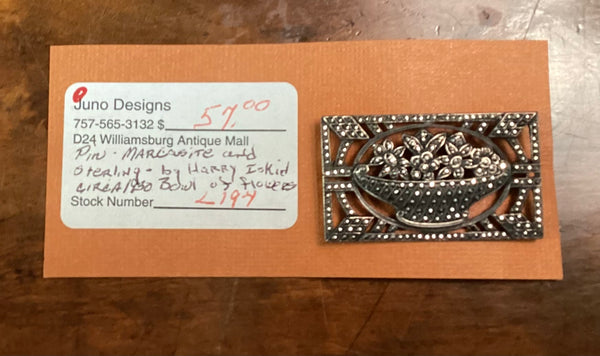 Juno Designs
757-565-3132 $ 57.00
D24 Williamsburg Antique Mall
Pin - Marcasite and
Sterling - by Harry Iskin
circa 1950 Bowl of Flowers
Stock Number L194